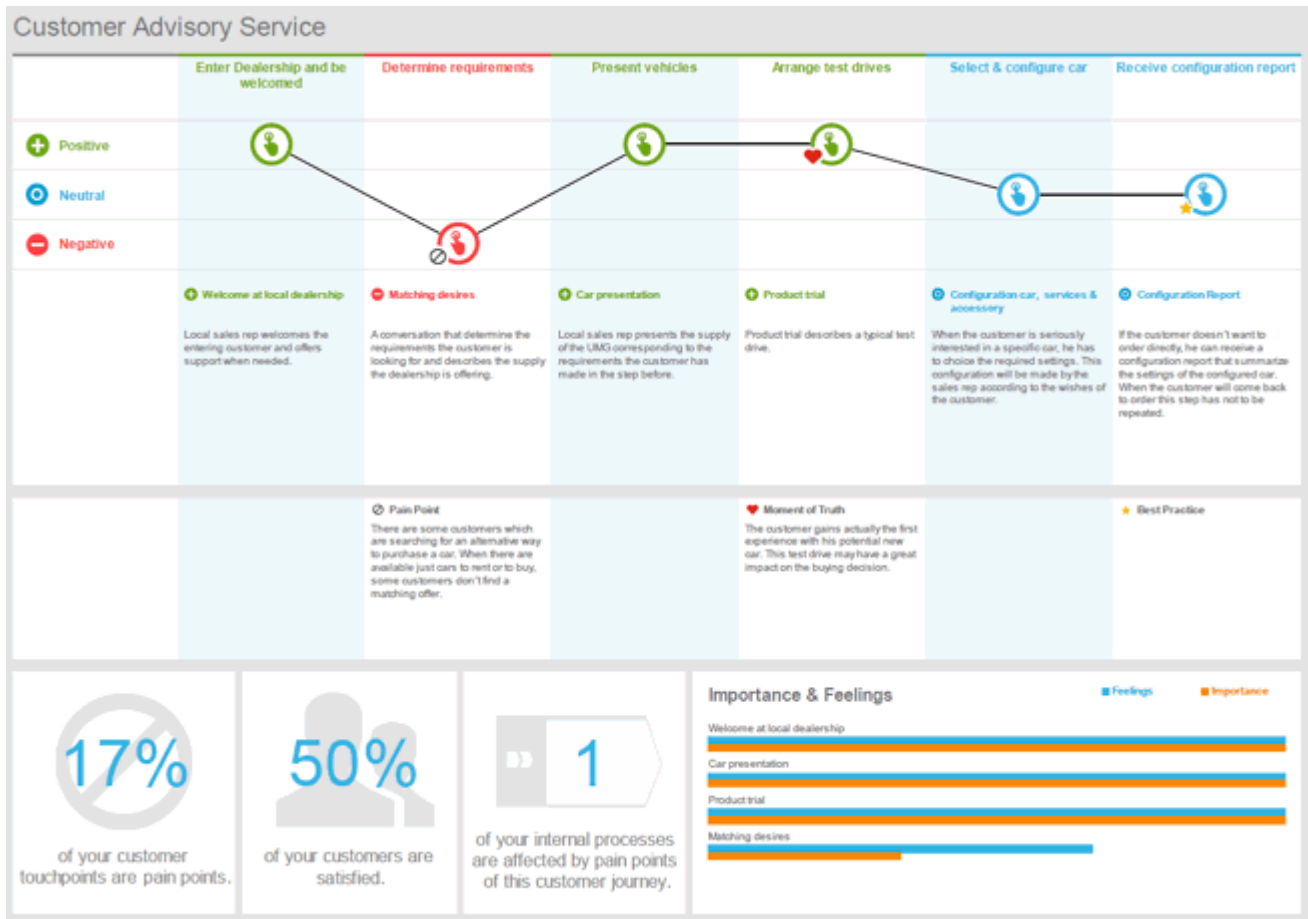 Customer Advisory Service
Enter Dealership and be
welcomed
Determine requirements
Present vehicles
Arrange test drives
Select & configure car
Receive configuration report
Positive
Neutral
Negative
Welcome at local dealership
Local sales rep welcomes the
entering customer and offers
support when needed.
Matching desires
A conversation that determine the
requirements the customer is
looking for and describes the supply
the dealership is offering.
Car presentation
Local sales rep presents the supply
of the UMG corresponding to the
requirements the customer has
made in the step before.
Product trial
Product trial describes a typical test
drive.
Configuration car, services &
accessory
When the customer is seriously
interested in a specific car, he has
to choice the required settings. This
configuration will be made by the
sales rep according to the wishes of
the customer.
Configuration Report
If the customer doesn't want to
order directly, he can receive a
configuration report that summarize
the settings of the configured car.
When the customer will come back
to order this step has not to be
repeated.
Pain Point
There are some customers which
are searching for an alternative way
to purchase a car. When there are
available just cars to rent or to buy,
some customers don't find a
matching offer.
Moment of Truth
The customer gains actually the first
experience with his potential new
car. This test drive may have a great
impact on the buying decision.
Best Practice
17%
of your customer
touchpoints are pain points.
50%
of your customers are
satisfied.
1
of your internal processes
are affected by pain points
of this customer journey.
Importance & Feelings
Feelings
Importance
Welcome at local dealership
Car presentation
Product trial
Matching desires